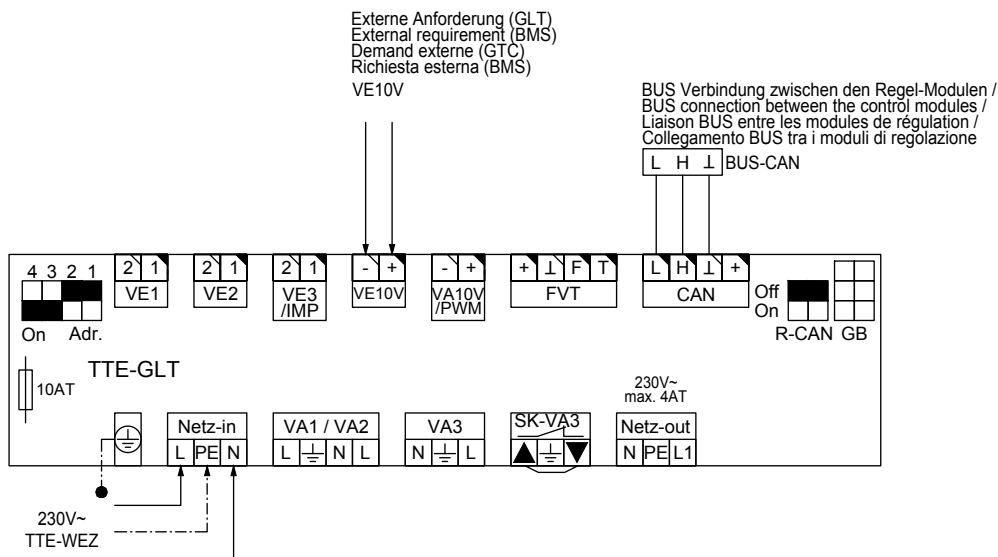 Externe Anforderung (GLT)
External requirement (BMS)
Demand externe (GTC)
Richiesta esterna (BMS)
VE10V
BUS Verbindung zwischen den Regel-Modulen /
BUS connection between the control modules /
Liaison BUS entre les modules de régulation /
Collegamento BUS tra i moduli di regolazione
L H ⊥ BUS-CAN
4 3 2 1
2 1
2 1
2 1
- +
- +
+ ⊥ F T
L H ⊥ +
VE1
VE2
VE3
/IMP
VE10V
VA10V
/PWM
FVT
CAN
Off
On
On Adr.
R-CAN GB
TTE-GLT
10AT
230V~
max. 4AT
Netz-in
VA1 / VA2
VA3
SK-VA3
Netz-out
L PE N
L N L
N L
N PE L1
230V~
TTE-WEZ